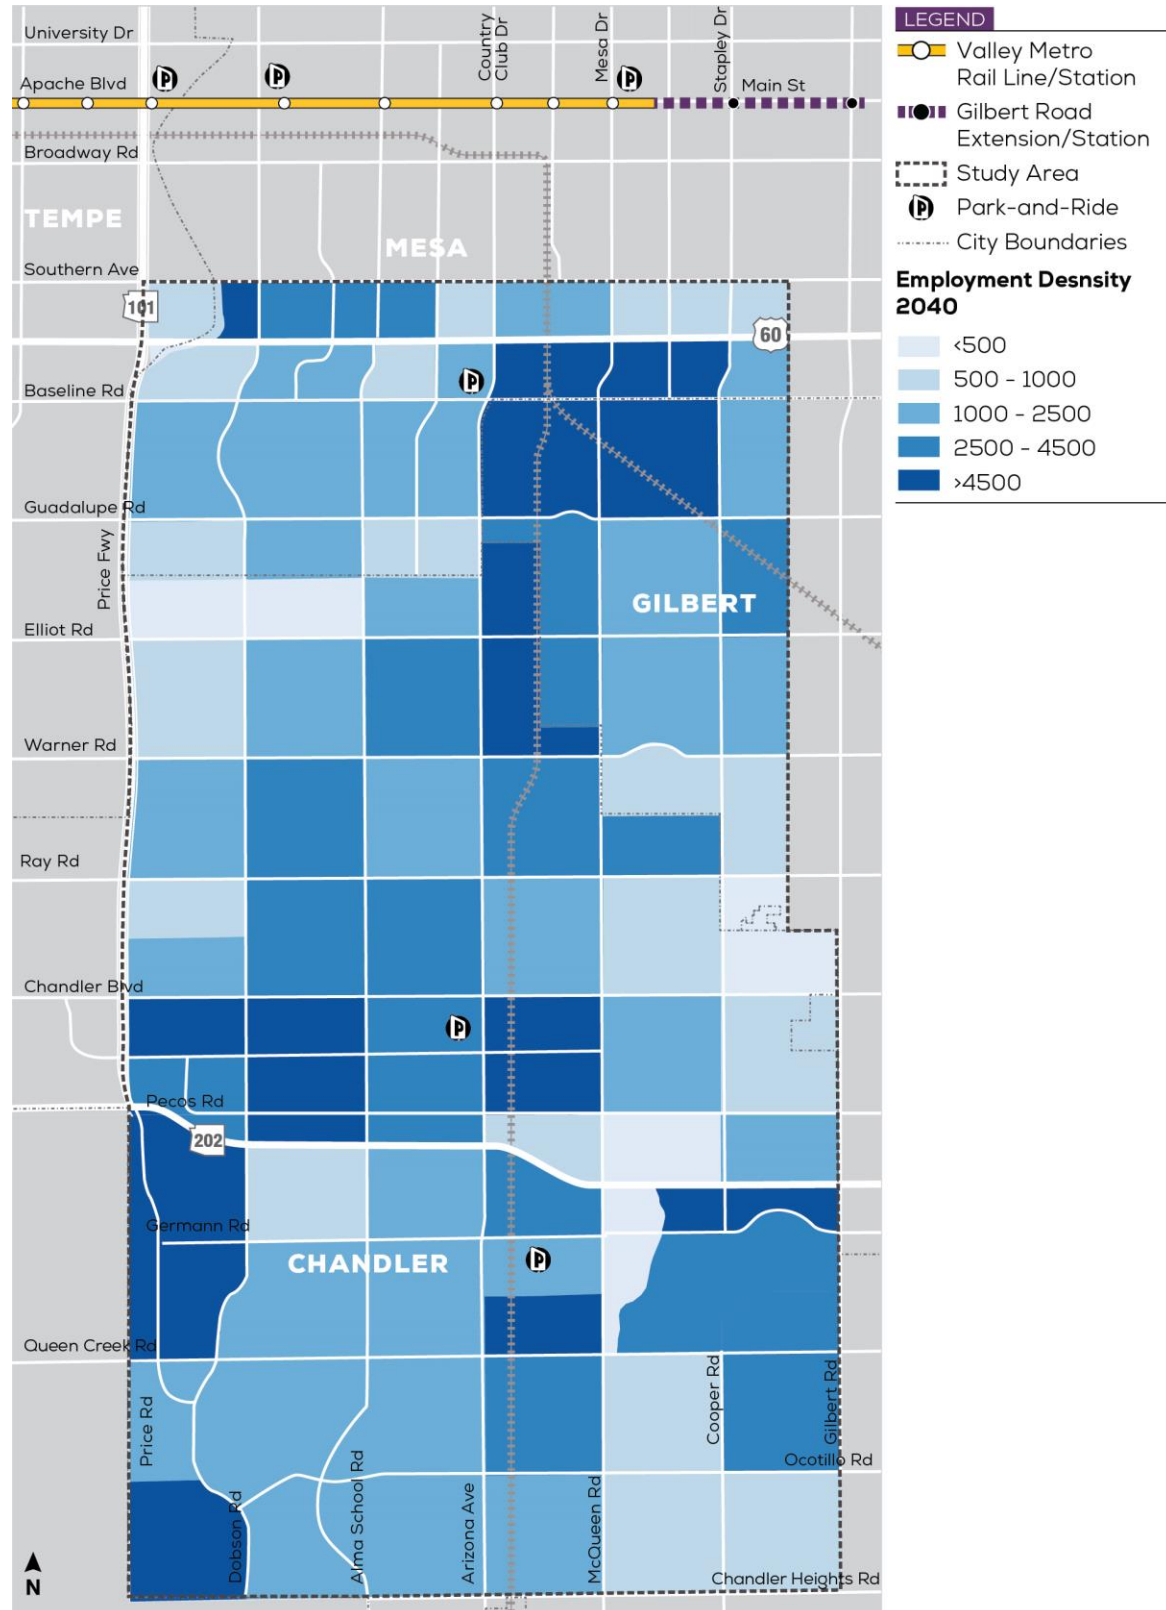 University Dr
Apache Blvd
Country
Club Dr
Mesa Dr
Stapley Dr
Main St
Broadway Rd
TEMPE
MESA
Southern Ave
101
60
Baseline Rd
Guadalupe Rd
Price Fwy
GILBERT
Elliot Rd
Warner Rd
Ray Rd
Chandler Blvd
Pecos Rd
202
Germann Rd
CHANDLER
Queen Creek Rd
Price Rd
Dobson Rd
Alma School Rd
Arizona Ave
McQueen Rd
Cooper Rd
Gilbert Rd
Ocotillo Rd
Chandler Heights Rd
N
P
P
P
P
P
P
LEGEND
Valley Metro
Rail Line/Station
Gilbert Road
Extension/Station
Study Area
P
Park-and-Ride
City Boundaries
Employment Desnsity
2040
<500
500 - 1000
1000 - 2500
2500 - 4500
>4500